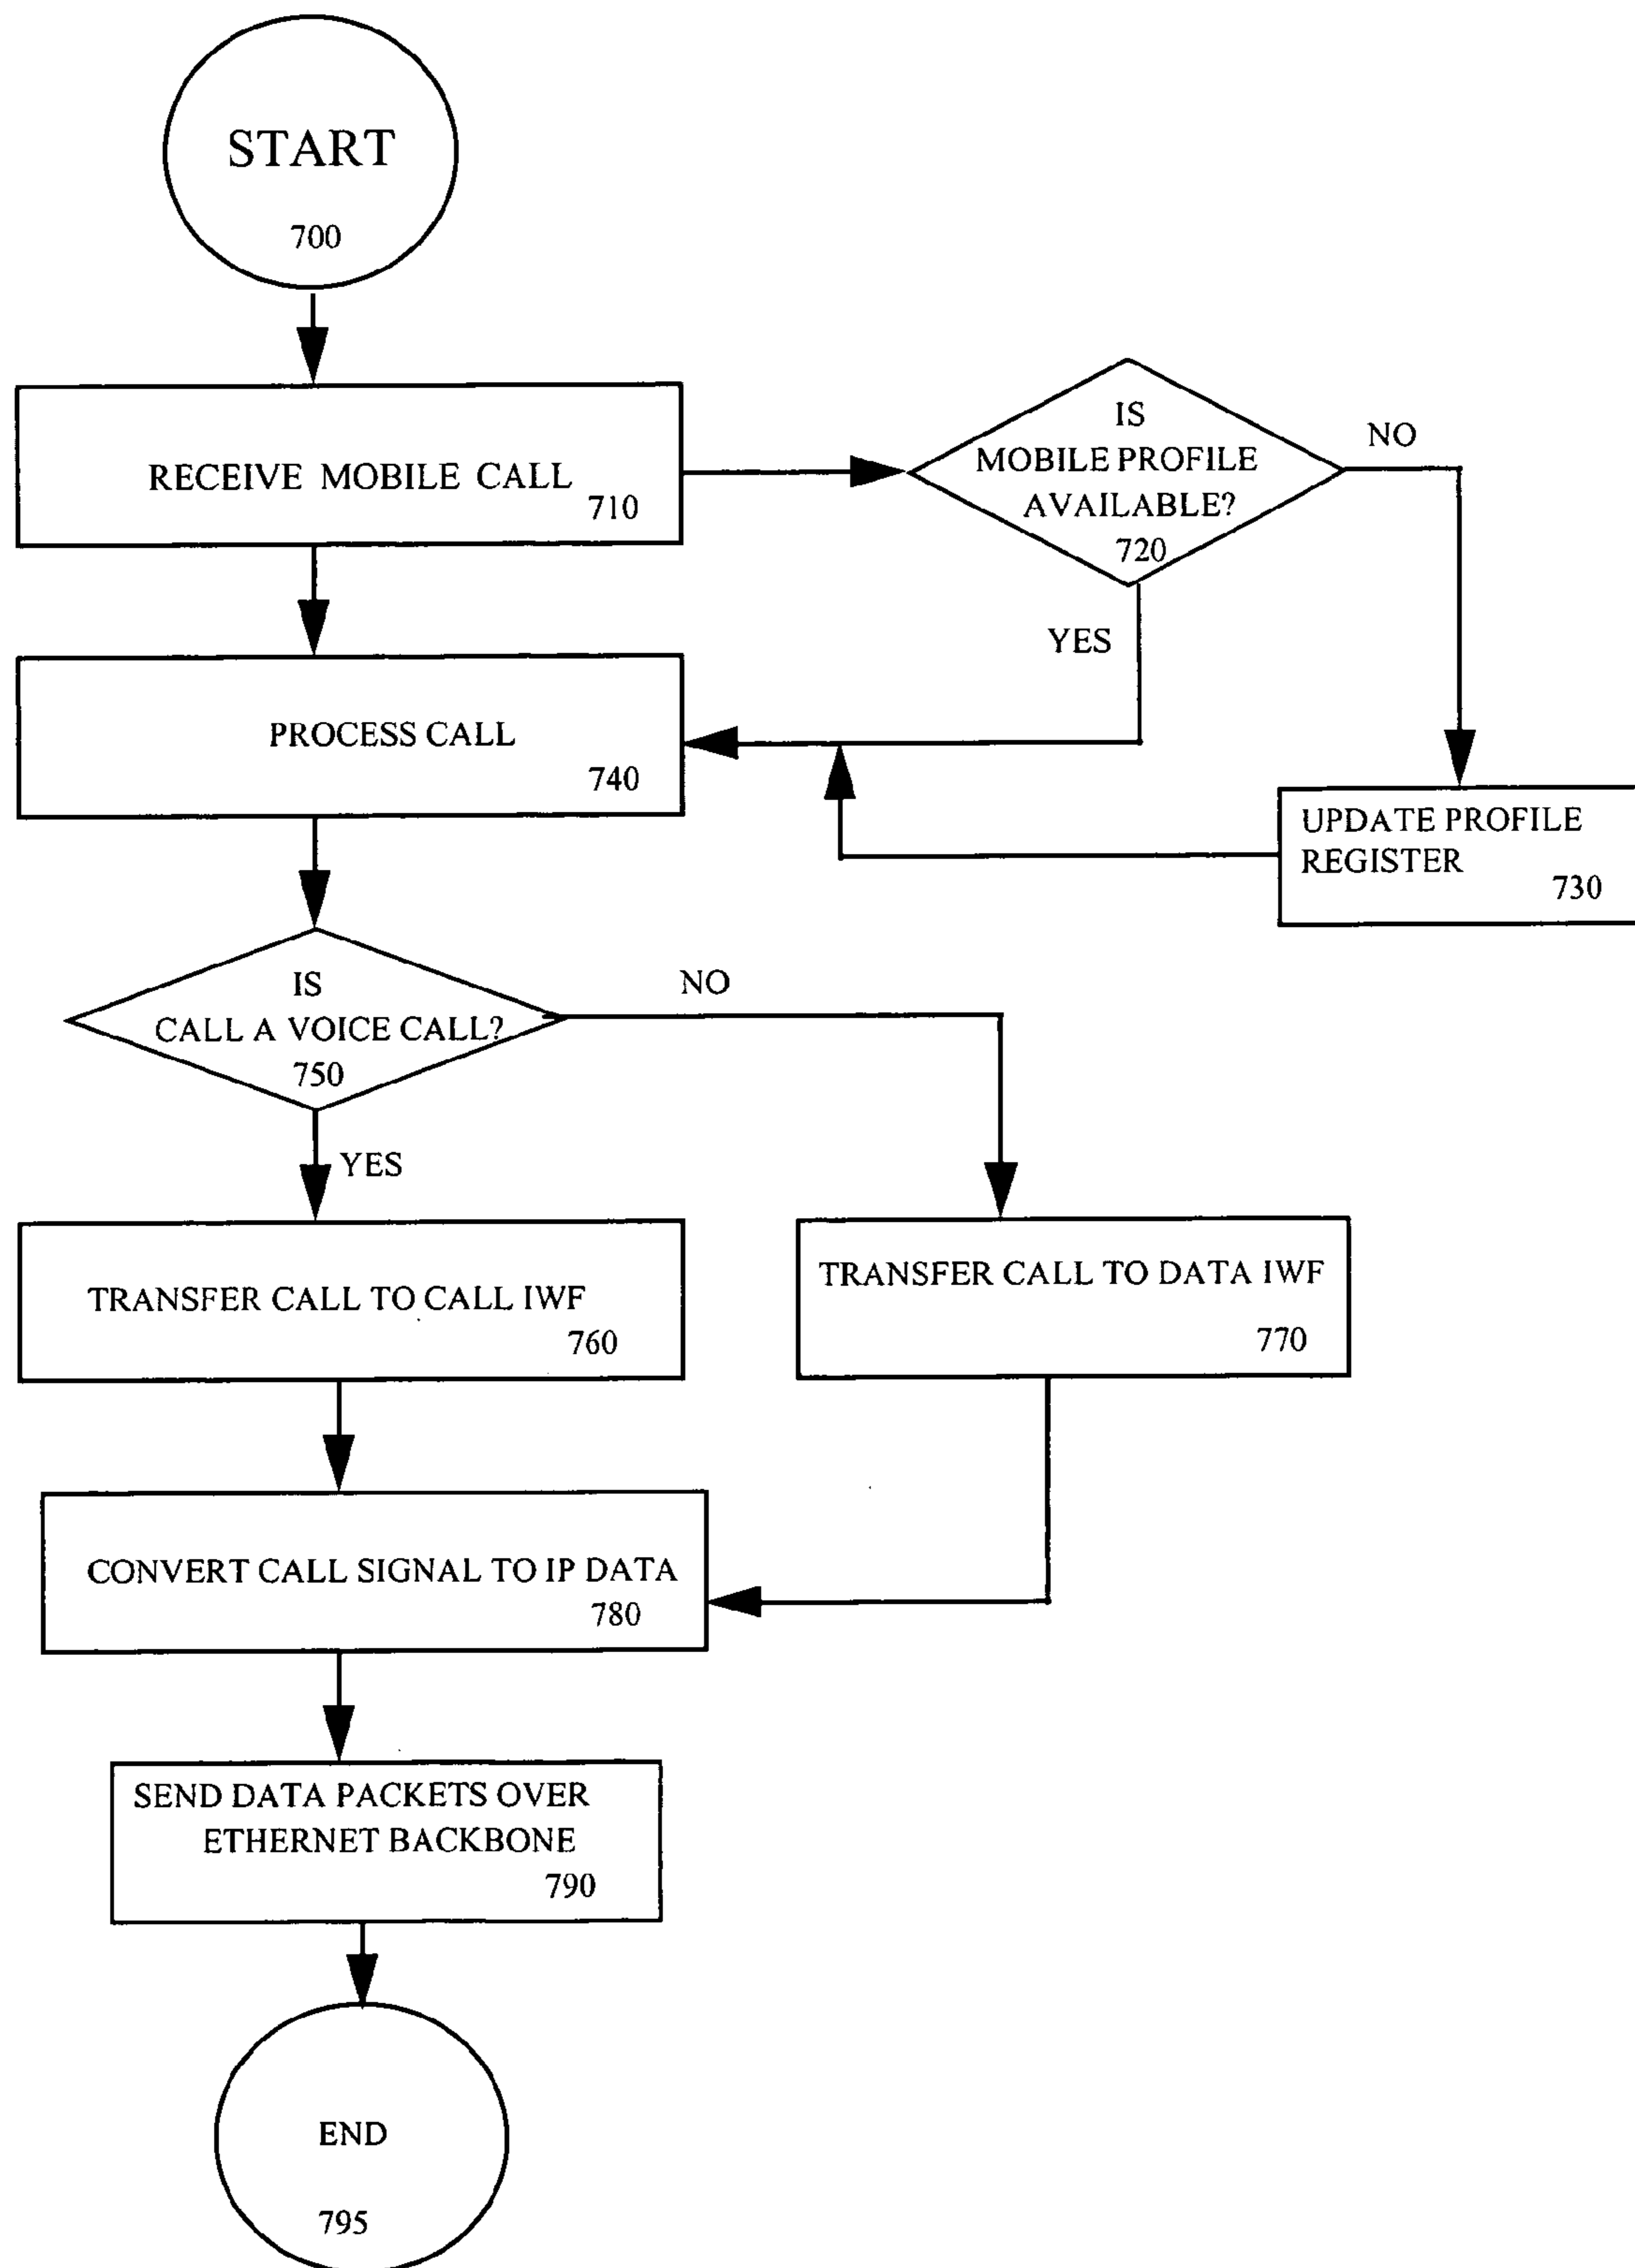 START
700
RECEIVE MOBILE CALL
710
IS
MOBILE PROFILE
AVAILABLE?
720
NO
YES
UPDATE PROFILE
REGISTER
730
PROCESS CALL
740
IS
CALL A VOICE CALL?
750
NO
YES
TRANSFER CALL TO CALL IWF
760
TRANSFER CALL TO DATA IWF
770
CONVERT CALL SIGNAL TO IP DATA
780
SEND DATA PACKETS OVER
ETHERNET BACKBONE
790
END
795